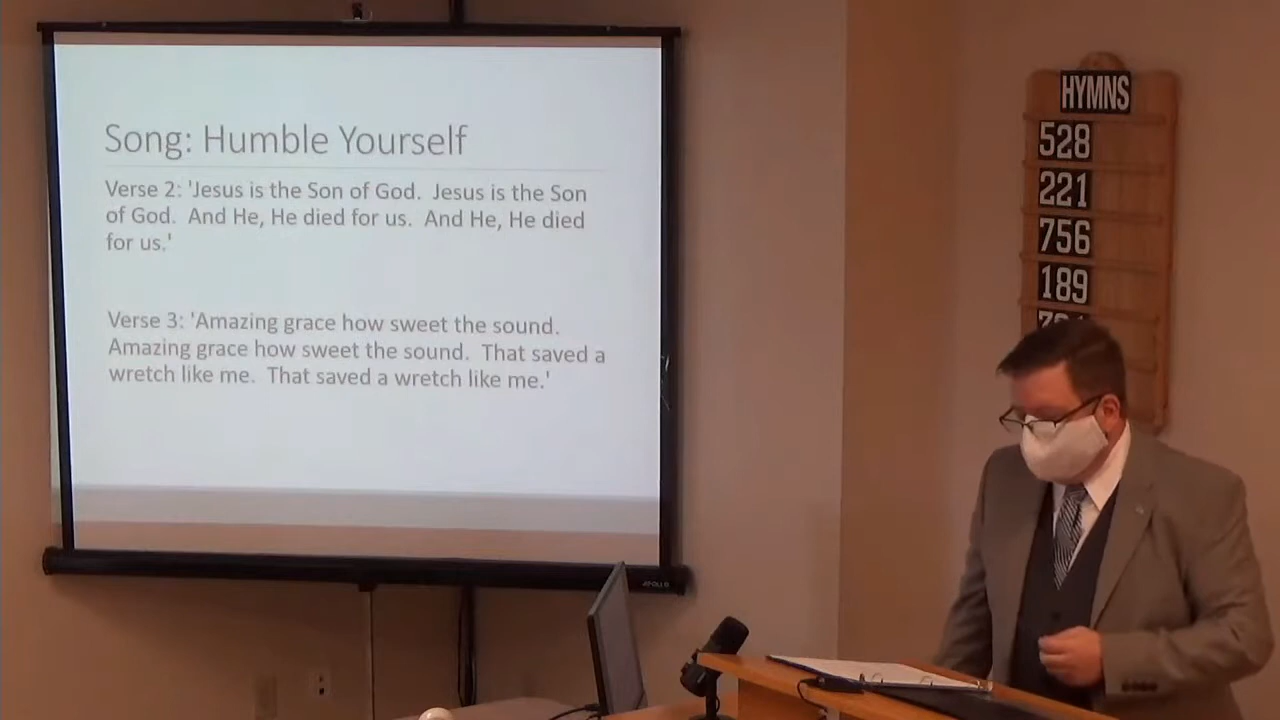 Song: Humble Yourself
Verse 2: 'Jesus is the Son of God.  Jesus is the Son
of God.  And He, He died for us.  And He, He died
for us.'
Verse 3: 'Amazing grace how sweet the sound.
Amazing grace how sweet the sound.  That saved a
wretch like me.  That saved a wretch like me.'
APOLLO
HYMNS
528
221
756
189